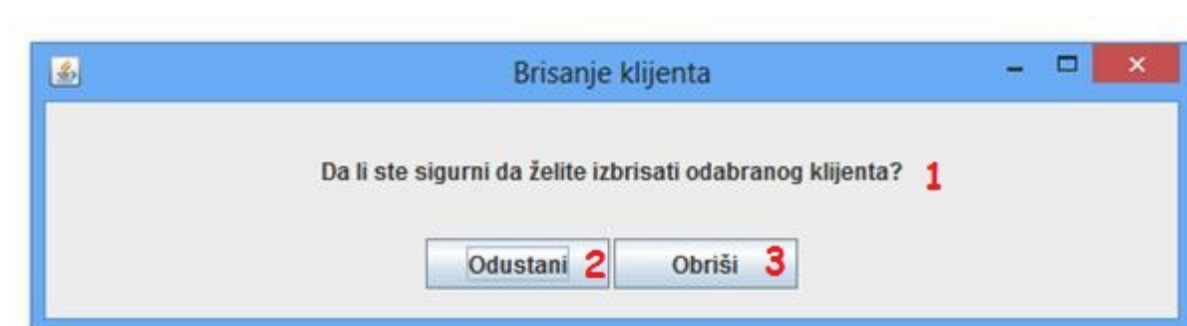 Brisanje klijenta
Da li ste sigurni da želite izbrisati odabranog klijenta? 1
Odustani 2 Obriši 3